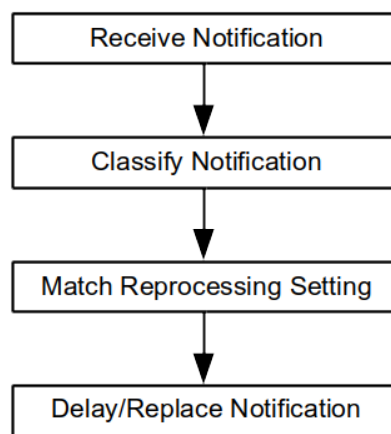 Receive Notification
Classify Notification
Match Reprocessing Setting
Delay/Replace Notification